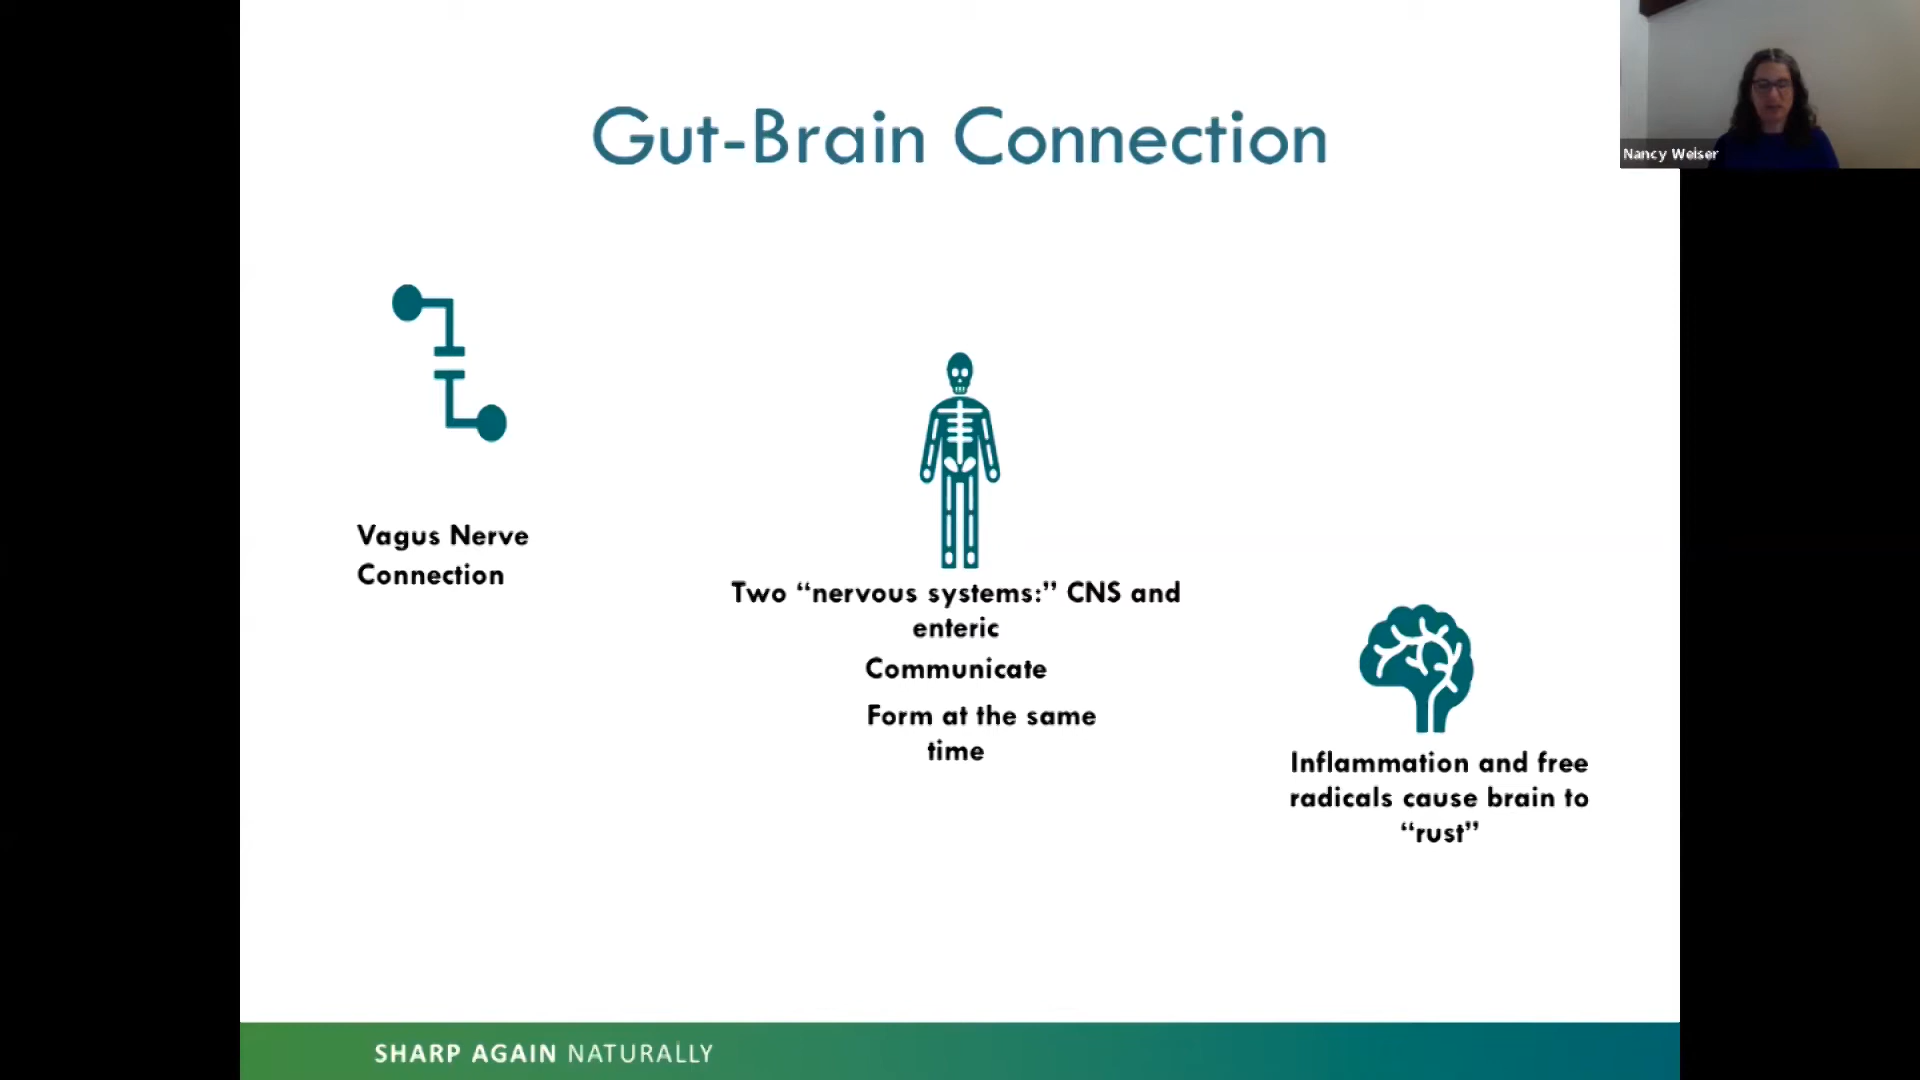 Gut-Brain Connection
Nancy Weiser
Vagus Nerve
Connection
Two “nervous systems:” CNS and
enteric
Communicate
Form at the same
time
Inflammation and free
radicals cause brain to
“rust”
SHARP AGAIN NATURALLY